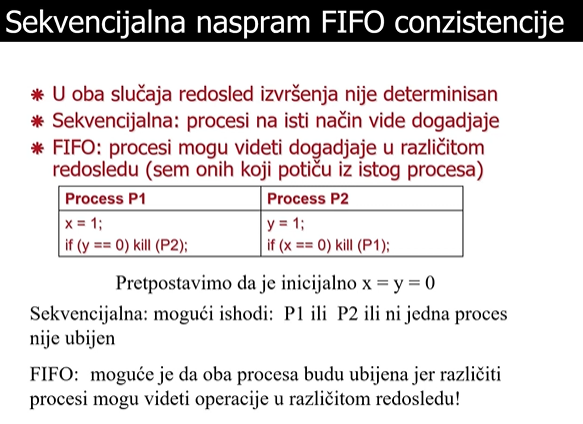 Sekvencijalna naspram FIFO conzistencije
* U oba slučaja redosled izvršenja nije determinisan
* Sekvencijalna: procesi na isti način vide dogadjaje
* FIFO: procesi mogu videti dogadjaje u različitom
redosledu (sem onih koji potiču iz istog procesa)
Process P1 Process P2
x = 1; y = 1;
if (y == 0) kill (P2); if (x == 0) kill (P1);
Pretpostavimo da je inicijalno x = y = 0
Sekvencijalna: mogući ishodi: P1 ili P2 ili ni jedna proces
nije ubijen
FIFO: moguće je da oba procesa budu ubijena jer različiti
procesi mogu videti operacije u različitom redosledu!